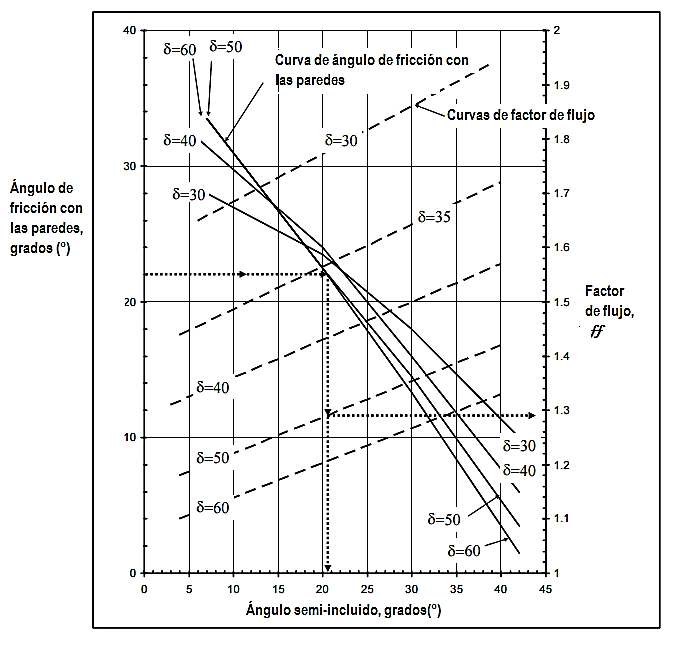 40
30
20
10
0
Ángulo de
fricción con
las paredes,
grados (º)
δ=60
δ=50
δ=40
δ=30
Curva de ángulo de fricción con
las paredes
Curvas de factor de flujo
δ=30
δ=35
δ=40
δ=50
δ=60
δ=30
δ=40
δ=50
δ=60
2
1.9
1.8
1.7
1.6
1.5
1.4
1.3
1.2
1.1
1
Factor
de flujo,
ff
0 5 10 15 20 25 30 35 40 45
Ángulo semi-incluido, grados(º)